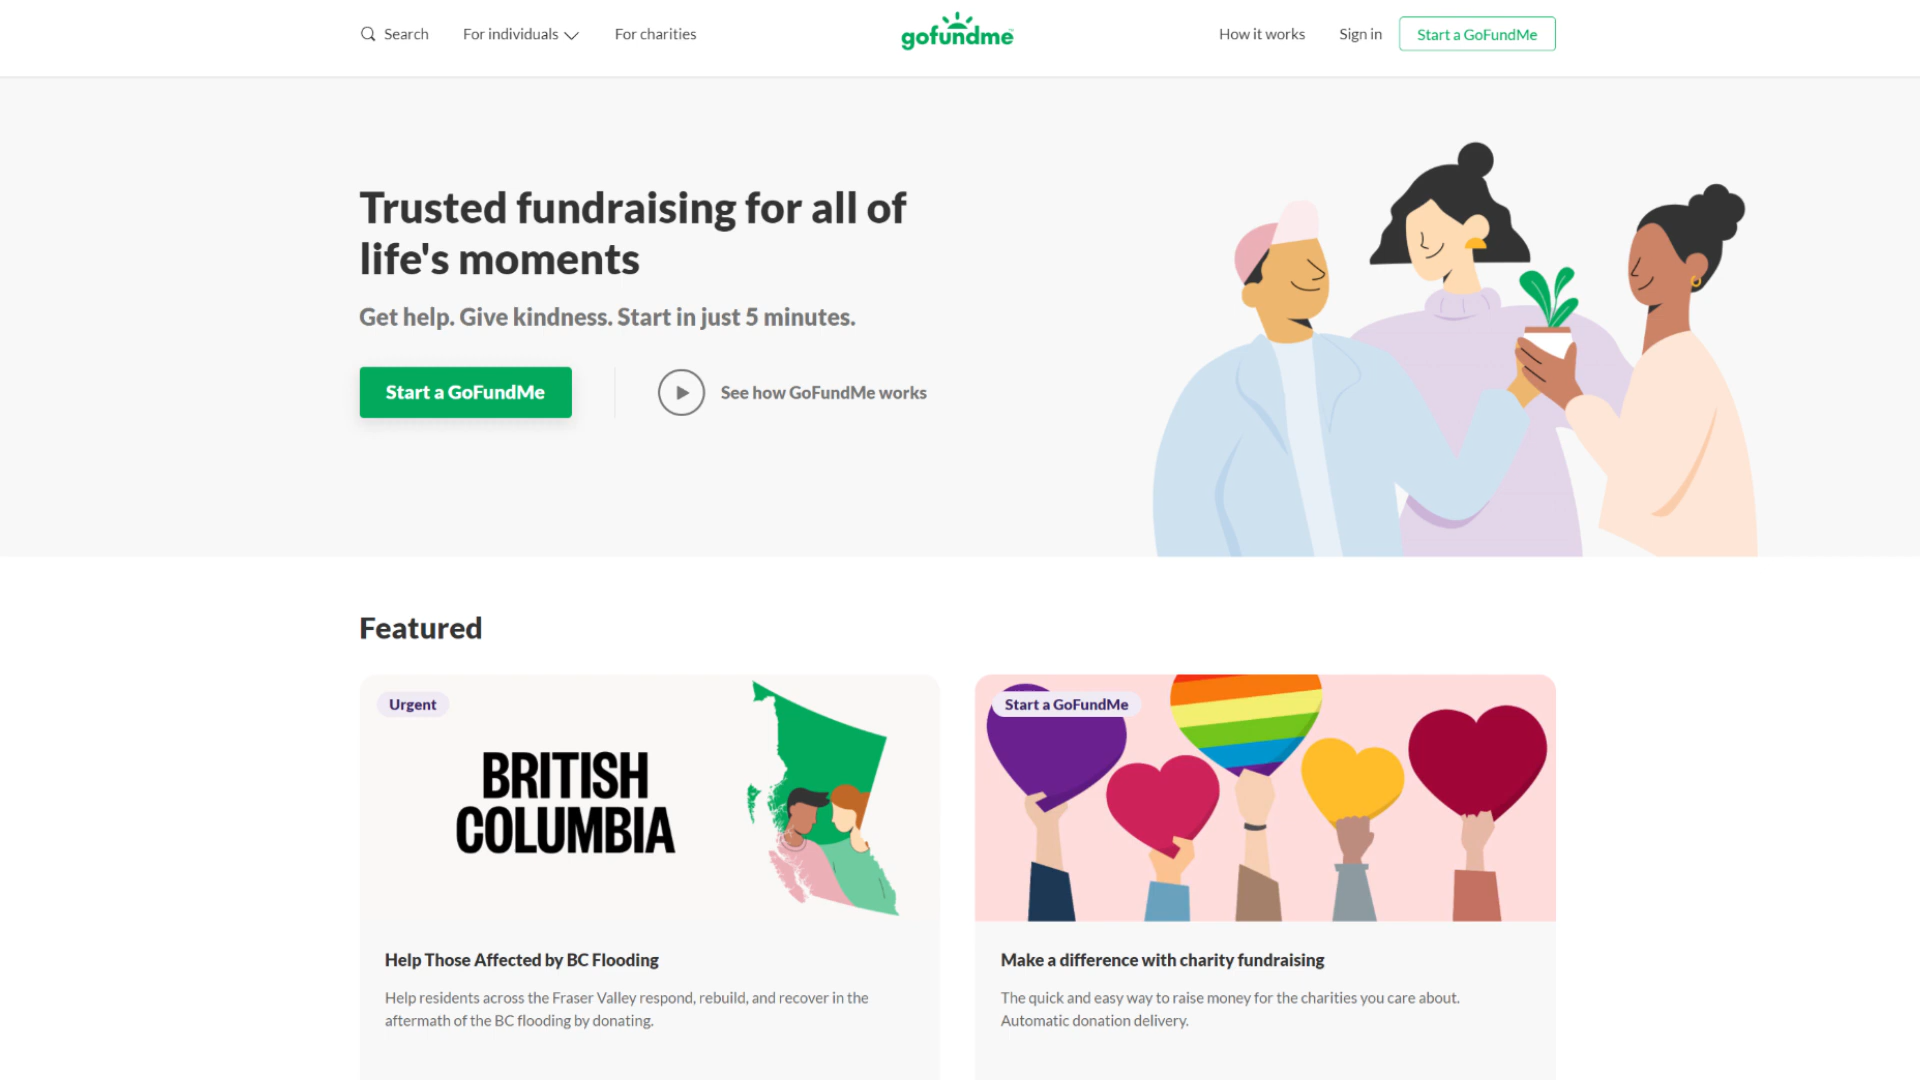 Search
For individuals
For charities
gofundme
How it works
Sign in
Start a GoFundMe
Trusted fundraising for all of
life's moments
Get help. Give kindness. Start in just 5 minutes.
Start a GoFundMe
See how GoFundMe works
Featured
Urgent
BRITISH
COLUMBIA
Help Those Affected by BC Flooding
Help residents across the Fraser Valley respond, rebuild, and recover in the
aftermath of the BC flooding by donating.
Start a GoFundMe
Make a difference with charity fundraising
The quick and easy way to raise money for the charities you care about.
Automatic donation delivery.